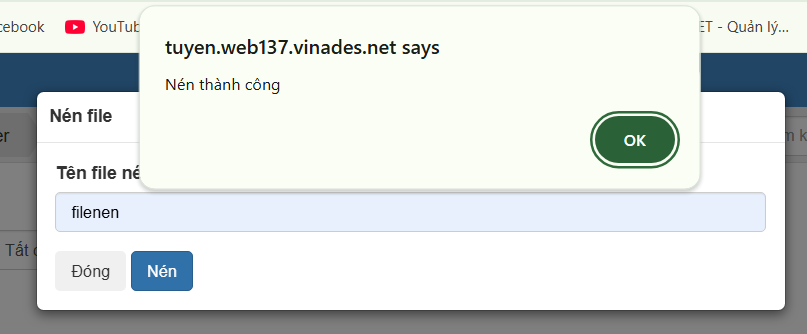 cebook
YouTu
ET - Quản lý...
tuyen.web137.vinades.net says
Nén thành công
OK
Nén file
er
m k
Tên file né
filenen
Tất
Đóng
Nén